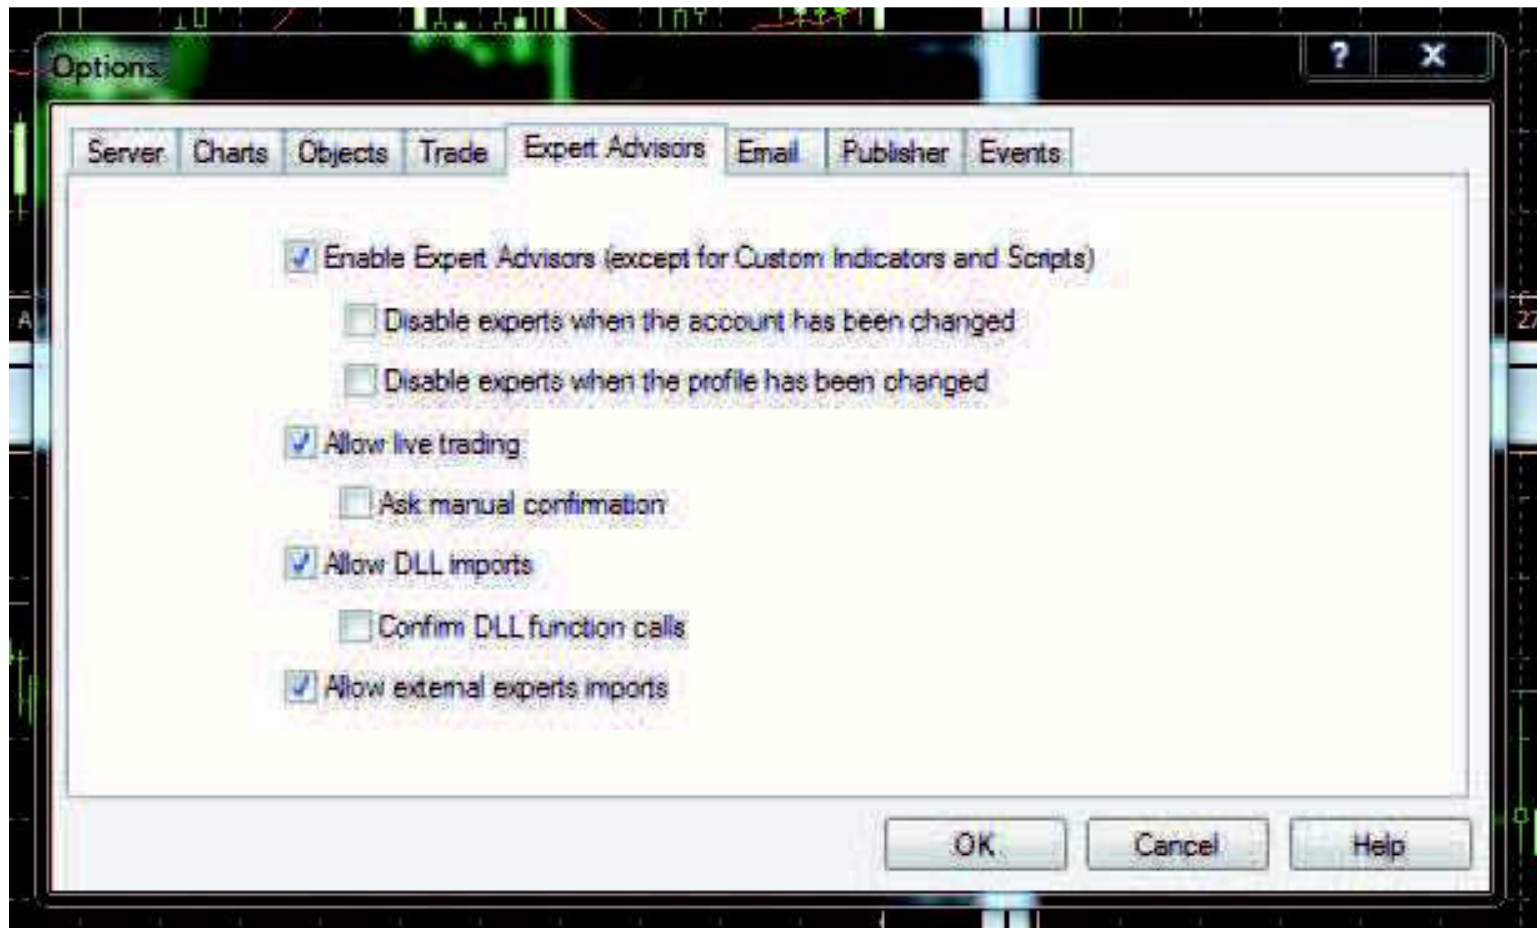 Options
Server Charts Objects Trade Expert Advisors Email Publisher Events
Enable Expert Advisors (except for Custom Indicators and Scripts)
Disable experts when the account has been changed
A
27
Disable experts when the profile has been changed
Allow live trading
Ask manual confirmation
Allow DLL imports
Confirm DLL function calls
Allow external experts imports
OK Cancel Help